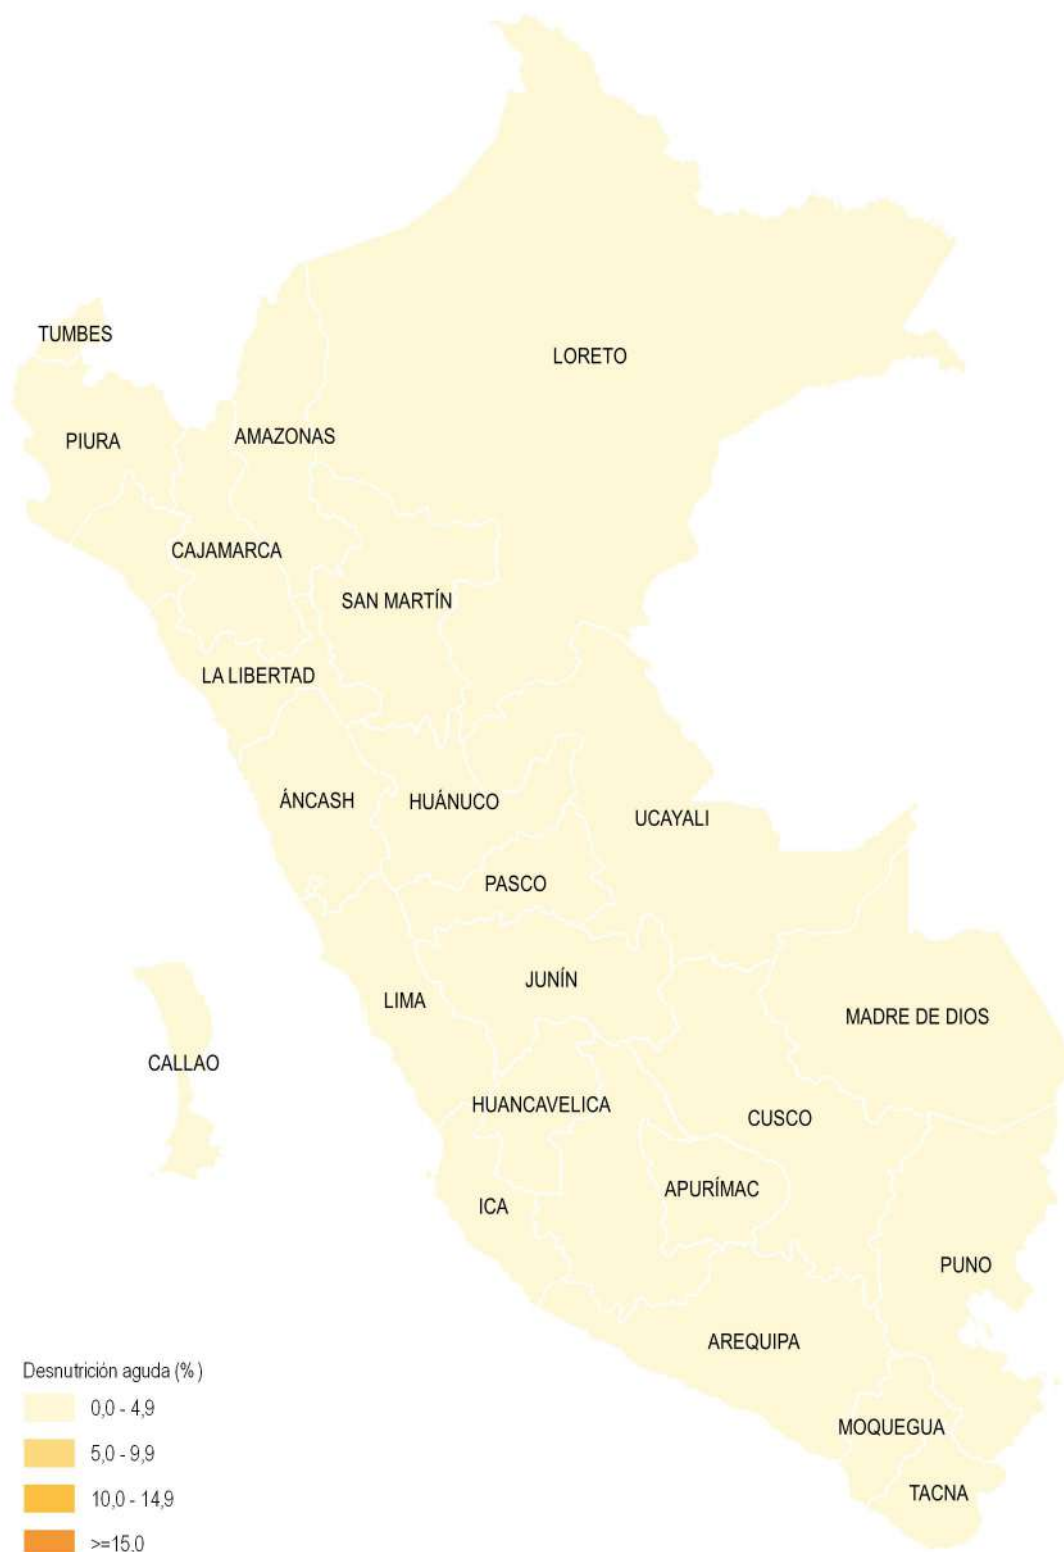 TUMBES
LORETO
PIURA
AMAZONAS
CAJAMARCA
SAN MARTÍN
LA LIBERTAD
ÁNCASH
HUÁNUCO
UCAYALI
PASCO
JUNÍN
LIMA
MADRE DE DIOS
CALLAO
HUANCAVELICA
CUSCO
APURÍMAC
ICA
PUNO
AREQUIPA
MOQUEGUA
TACNA
Desnutrición aguda (%)
0,0 - 4,9
5,0 - 9,9
10,0 - 14,9
>=15,0